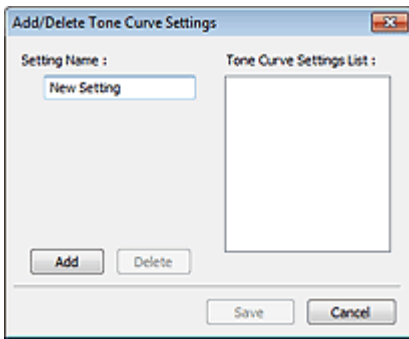 Add/Delete Tone Curve Settings
Setting Name :
Tone Curve Settings List :
New Setting
Add
Delete
Save
Cancel